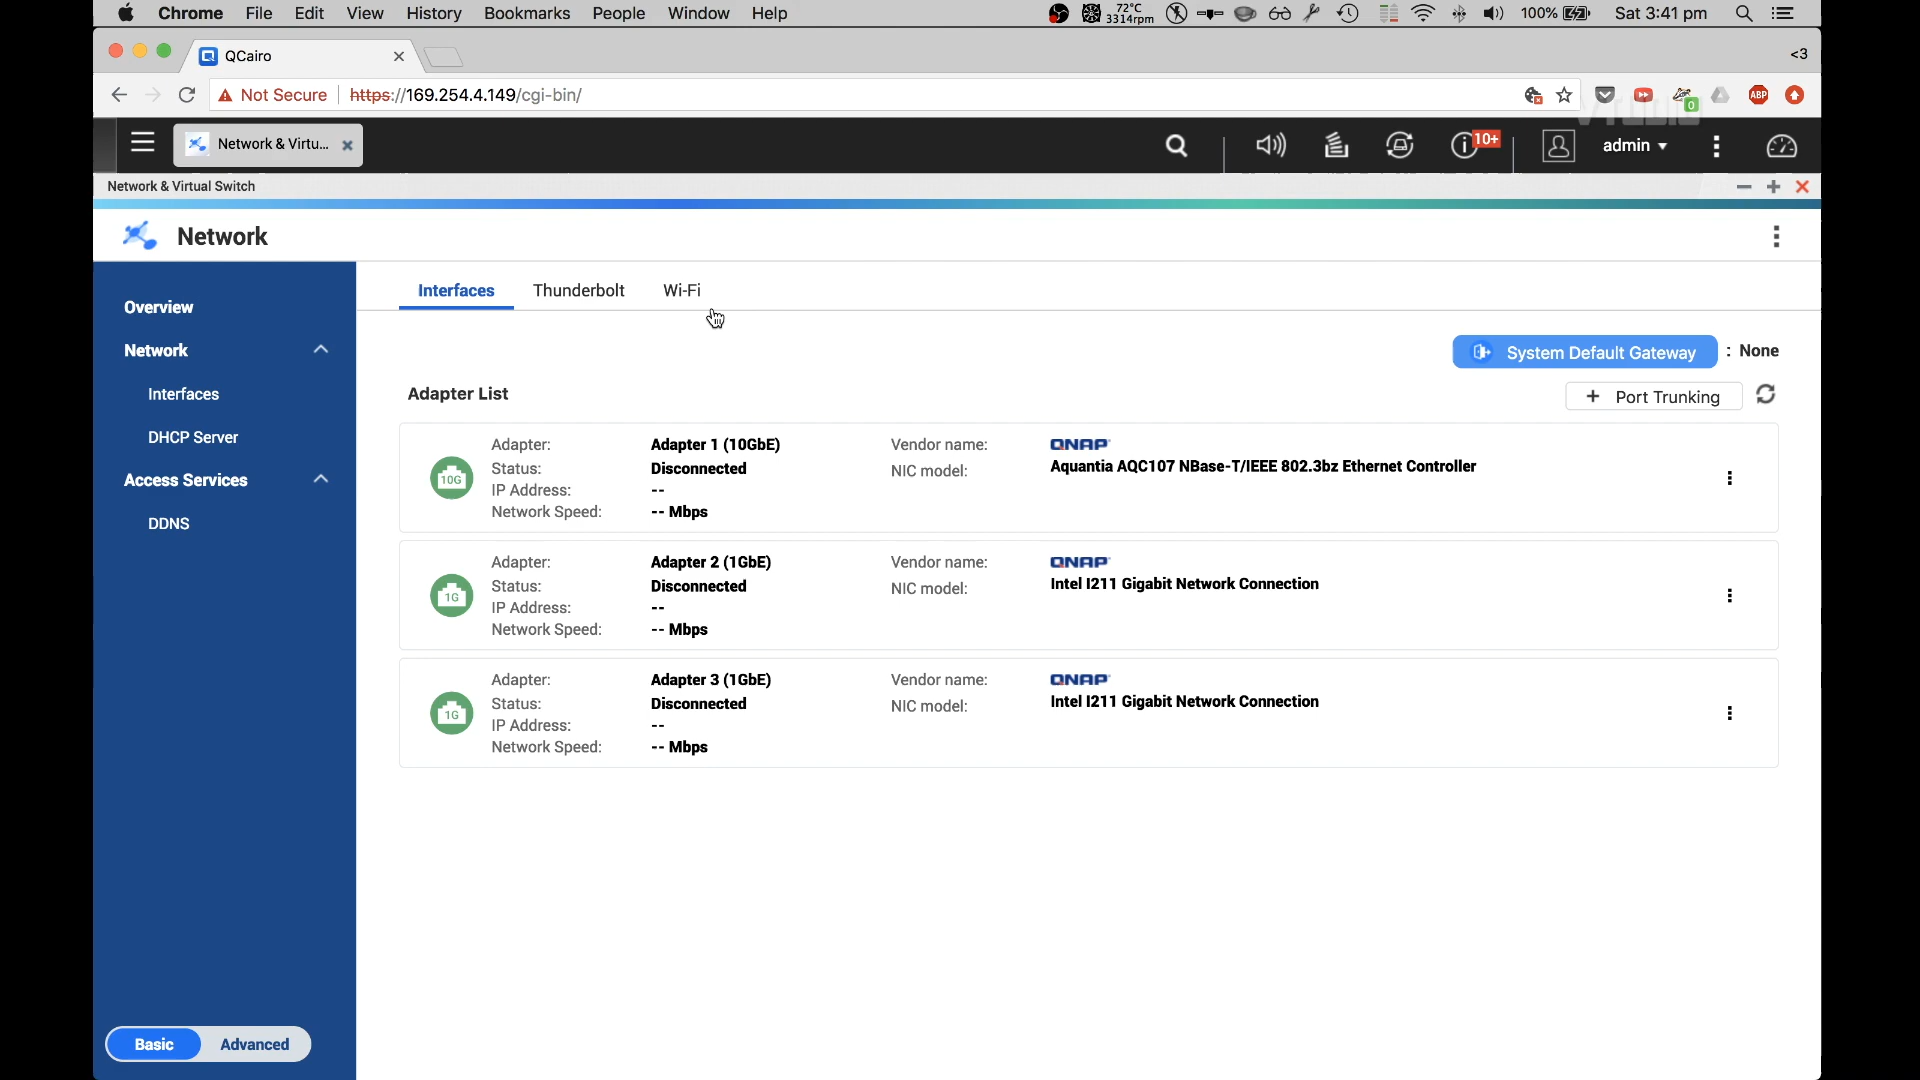 Chrome File Edit View History Bookmarks People Window Help 72°C 3314rpm 100% Sat 3:41 pm
QCairo <3
Not Secure https://169.254.4.149/cgi-bin/ ABP 0
Network & Virtu... 10+ admin
Network & Virtual Switch
Network
Overview
Network
Interfaces
DHCP Server
Access Services
DDNS
Basic Advanced
Interfaces Thunderbolt Wi-Fi
System Default Gateway : None
Adapter List + Port Trunking
10G
Adapter: Adapter 1 (10GbE) Vendor name: QNAP
Status: Disconnected NIC model: Aquantia AQC107 NBase-T/IEEE 802.3bz Ethernet Controller
IP Address: --
Network Speed: -- Mbps
1G
Adapter: Adapter 2 (1GbE) Vendor name: QNAP
Status: Disconnected NIC model: Intel I211 Gigabit Network Connection
IP Address: --
Network Speed: -- Mbps
1G
Adapter: Adapter 3 (1GbE) Vendor name: QNAP
Status: Disconnected NIC model: Intel I211 Gigabit Network Connection
IP Address: --
Network Speed: -- Mbps